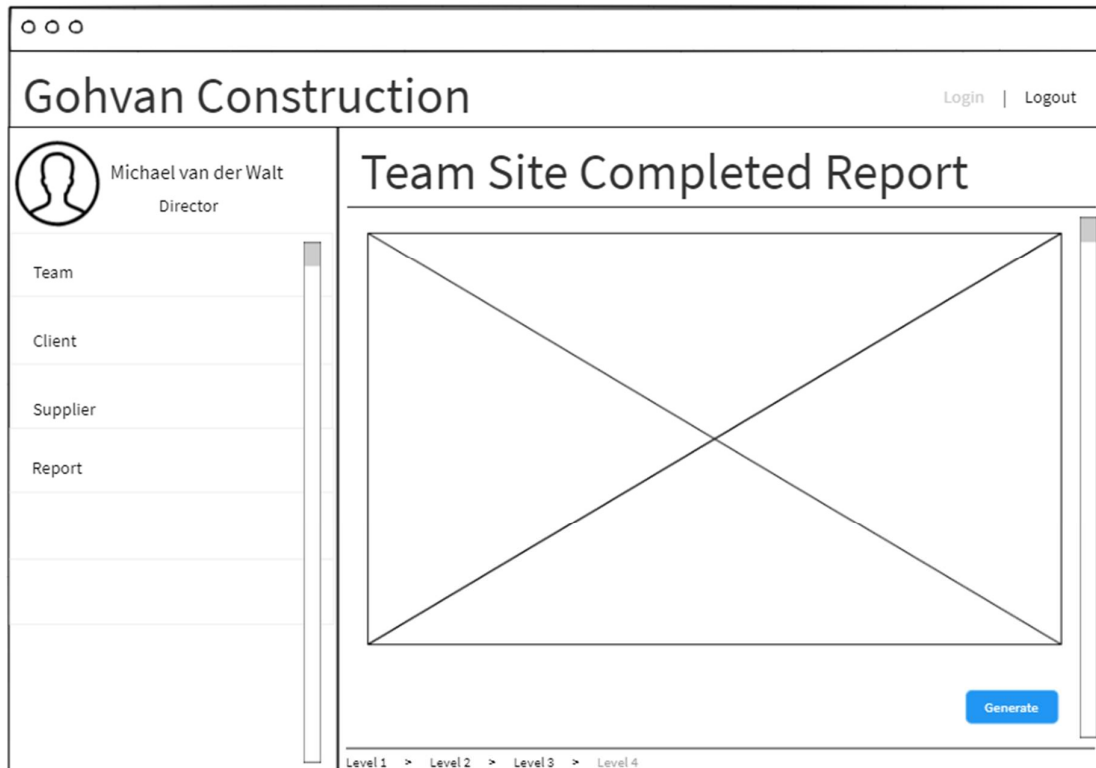 Gohvan Construction
Login | Logout
Michael van der Walt
Director
Team
Client
Supplier
Report
Team Site Completed Report
Generate
Level 1 > Level 2 > Level 3 > Level 4